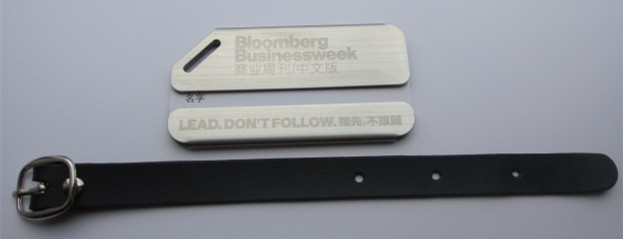 Bloomberg
Businessweek
商业周刊/中文版
名字
LEAD. DON'T FOLLOW. 领先,不跟随